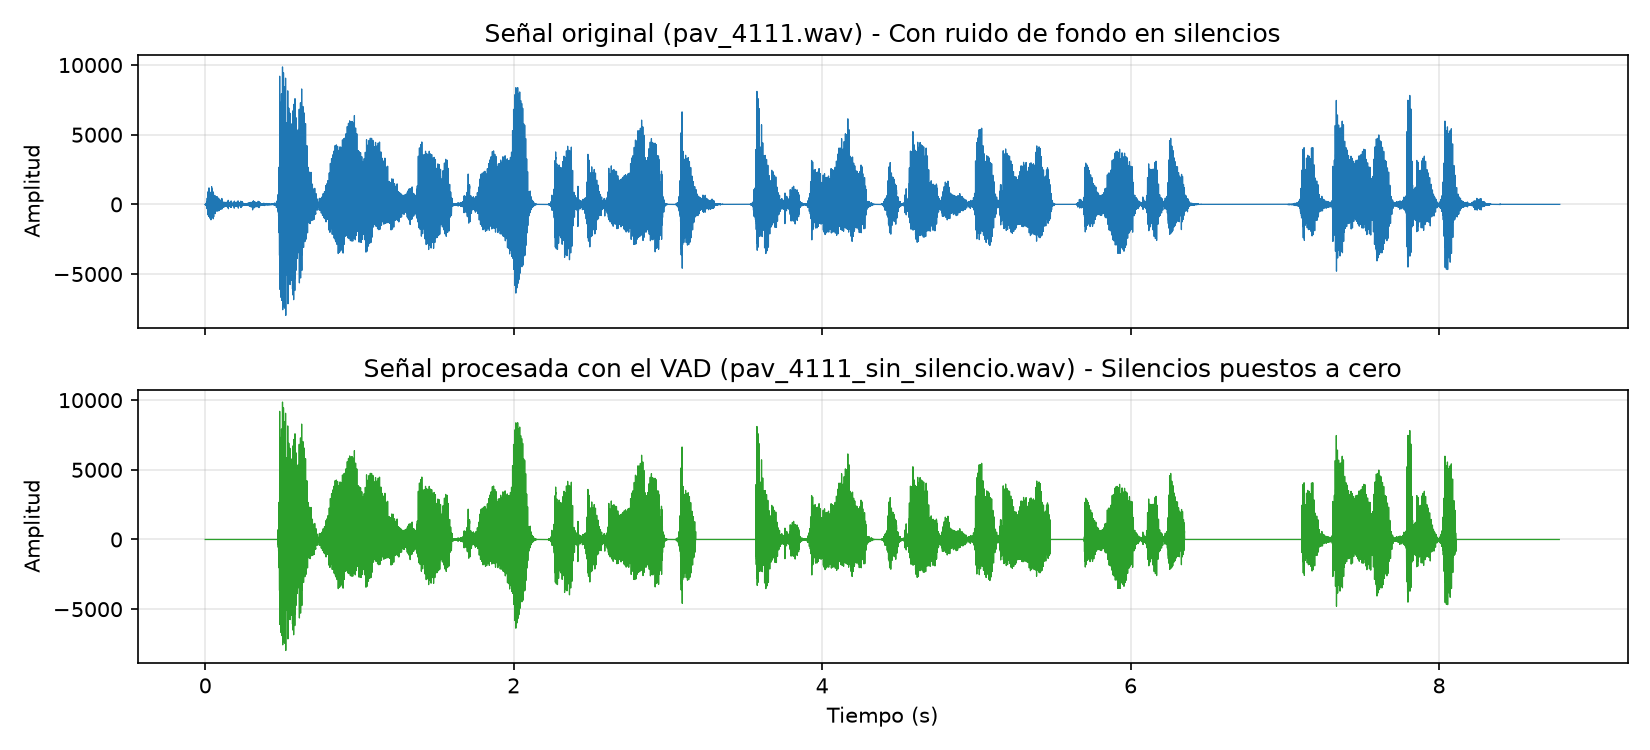 Señal original (pav_4111.wav) - Con ruido de fondo en silencios
10000
5000
0
−5000
Amplitud
Señal procesada con el VAD (pav_4111_sin_silencio.wav) - Silencios puestos a cero
10000
5000
0
−5000
Amplitud
0 2 4 6 8
Tiempo (s)